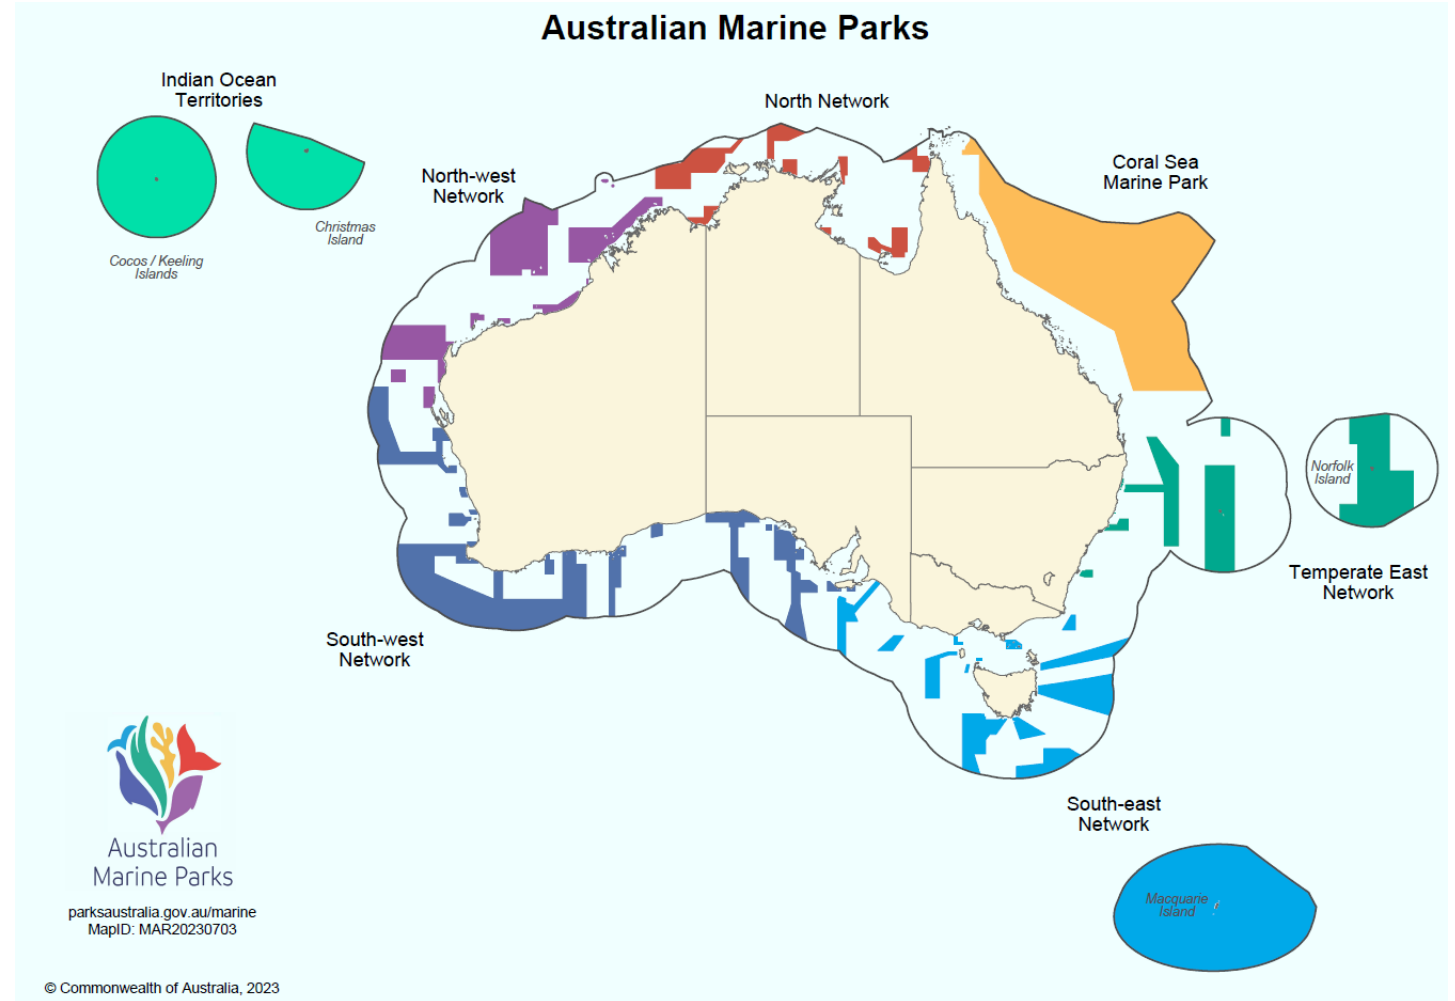 Australian Marine Parks
Indian Ocean
Territories
North Network
Coral Sea
Marine Park
North-west
Network
Christmas
Island
Cocos / Keeling
Islands
Norfolk
Island
Temperate East
Network
South-west
Network
South-east
Network
Macquarie
Island
Australian
Marine Parks
parksaustralia.gov.au/marine
MapID: MAR20230703
© Commonwealth of Australia, 2023